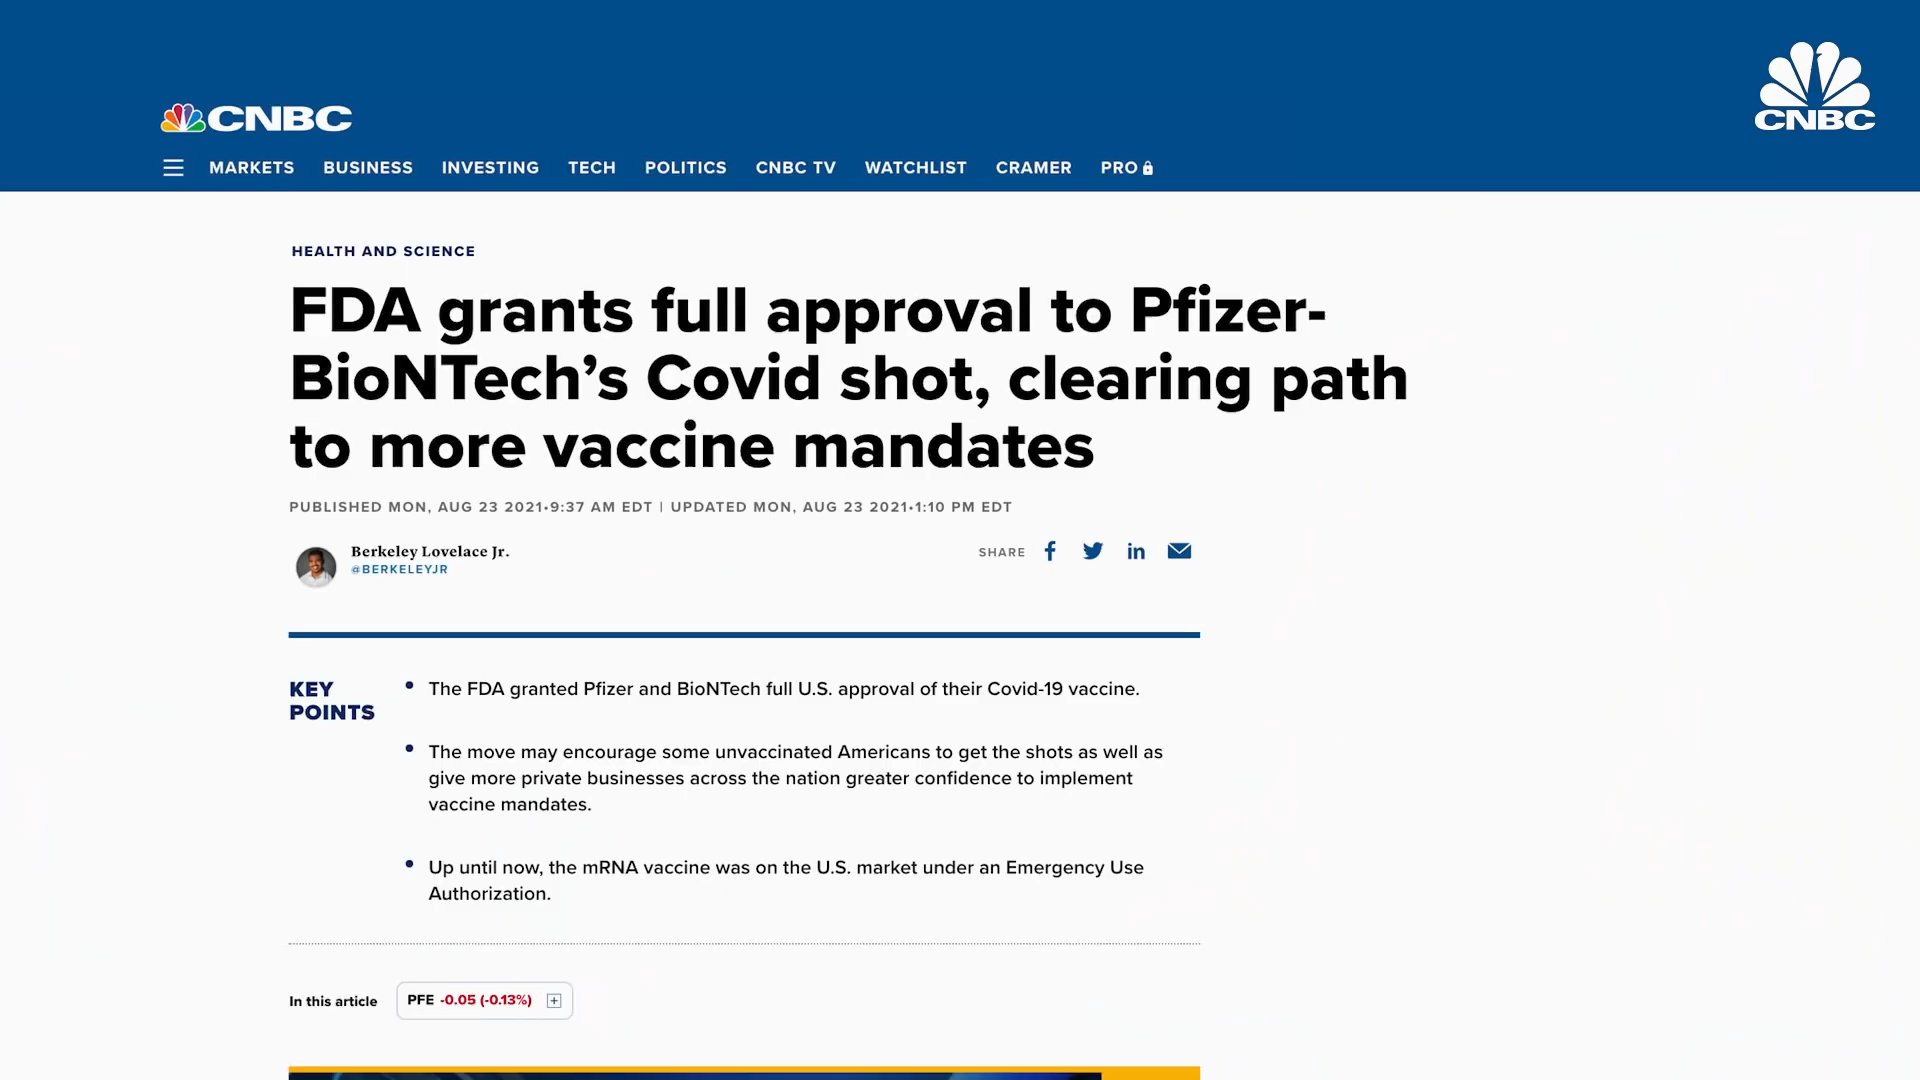 CNBC
CNBC
MARKETS BUSINESS INVESTING TECH POLITICS CNBC TV WATCHLIST CRAMER PRO
HEALTH AND SCIENCE
FDA grants full approval to Pfizer-
BioNTech’s Covid shot, clearing path
to more vaccine mandates
PUBLISHED MON, AUG 23 2021•9:37 AM EDT | UPDATED MON, AUG 23 2021•1:10 PM EDT
Berkeley Lovelace Jr.
@BERKELEYJR
SHARE
KEY
POINTS
• The FDA granted Pfizer and BioNTech full U.S. approval of their Covid-19 vaccine.
• The move may encourage some unvaccinated Americans to get the shots as well as
give more private businesses across the nation greater confidence to implement
vaccine mandates.
• Up until now, the mRNA vaccine was on the U.S. market under an Emergency Use
Authorization.
In this article PFE -0.05 (-0.13%) +